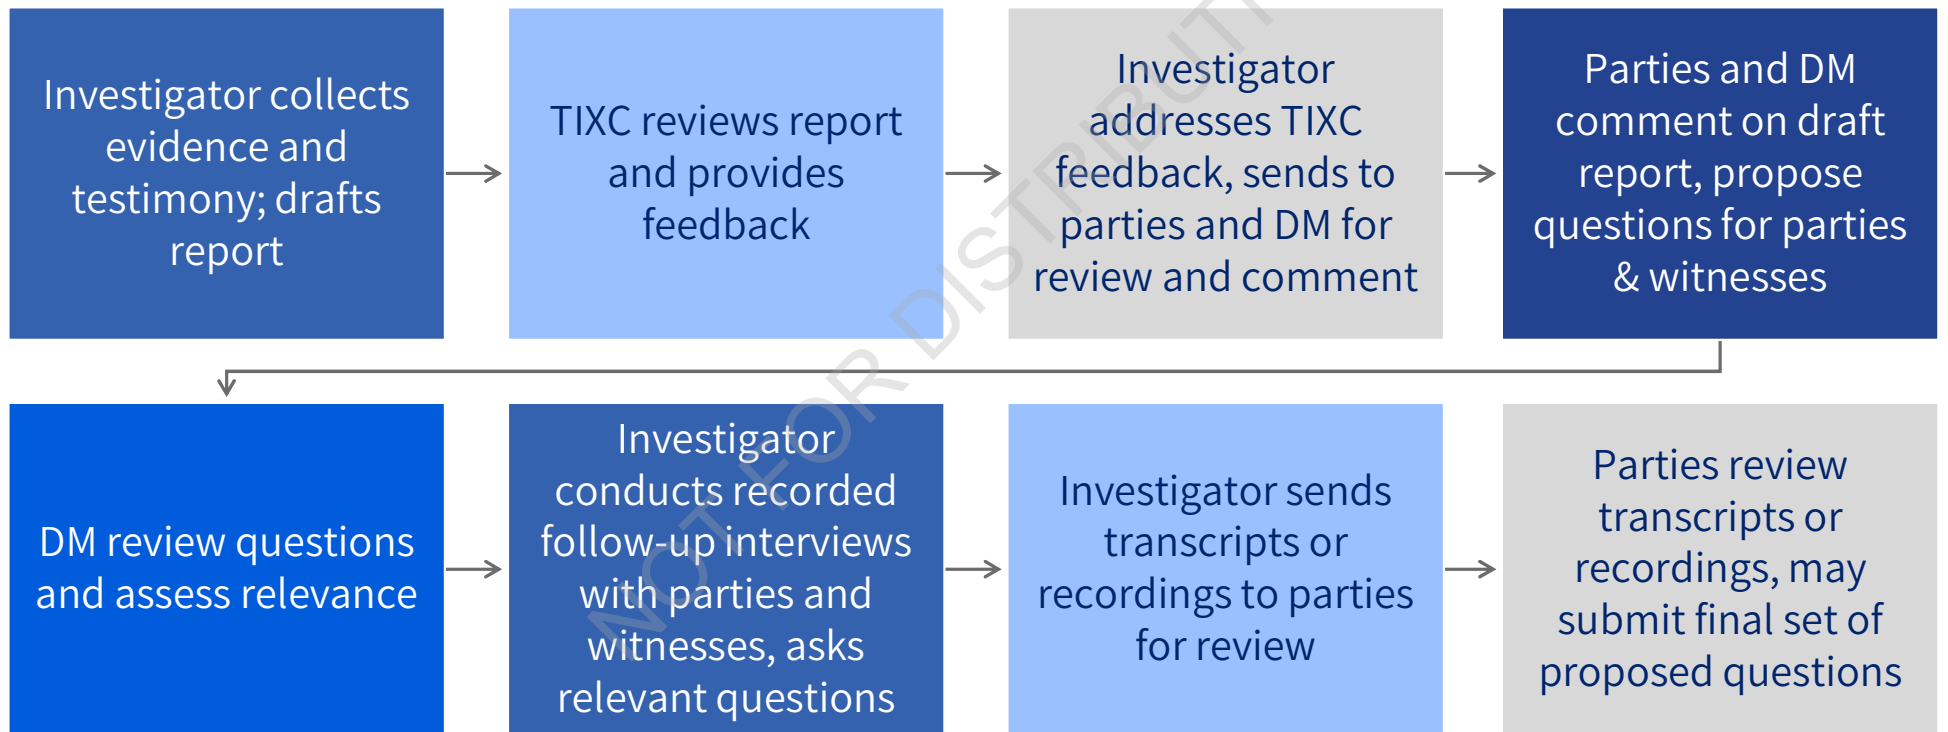 Investigator collects
evidence and
testimony; drafts
report
TIXC reviews report
and provides
feedback
Investigator
addresses TIXC
feedback, sends to
parties and DM for
review and comment
Parties and DM
comment on draft
report, propose
questions for parties
& witnesses
DM review questions
and assess relevance
Investigator
conducts recorded
follow-up interviews
with parties and
witnesses, asks
relevant questions
Investigator sends
transcripts or
recordings to parties
for review
Parties review
transcripts or
recordings, may
submit final set of
proposed questions
NOT FOR DISTRIBUTI